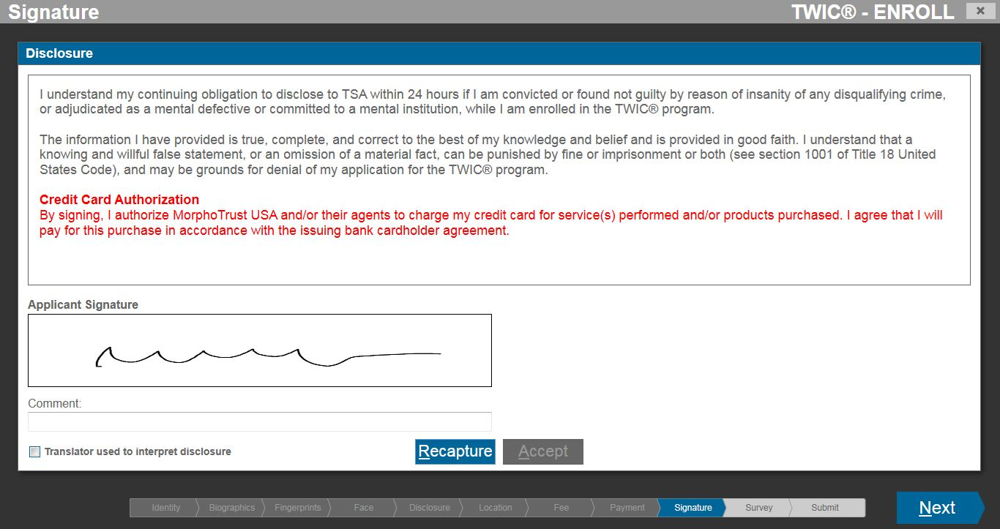 Signature
TWIC® - ENROLL
Disclosure
I understand my continuing obligation to disclose to TSA within 24 hours if I am convicted or found not guilty by reason of insanity of any disqualifying crime,
or adjudicated as a mental defective or committed to a mental institution, while I am enrolled in the TWIC® program.
The information I have provided is true, complete, and correct to the best of my knowledge and belief and is provided in good faith. I understand that a
knowing and willful false statement, or an omission of a material fact, can be punished by fine or imprisonment or both (see section 1001 of Title 18 United
States Code), and may be grounds for denial of my application for the TWIC® program.
Credit Card Authorization
By signing, I authorize MorphoTrust USA and/or their agents to charge my credit card for service(s) performed and/or products purchased. I agree that I will
pay for this purchase in accordance with the issuing bank cardholder agreement.
Applicant Signature
Comment:
Translator used to interpret disclosure
Recapture
Accept
Identity
Biographics
Fingerprints
Face
Disclosure
Location
Fee
Payment
Signature
Survey
Submit
Next